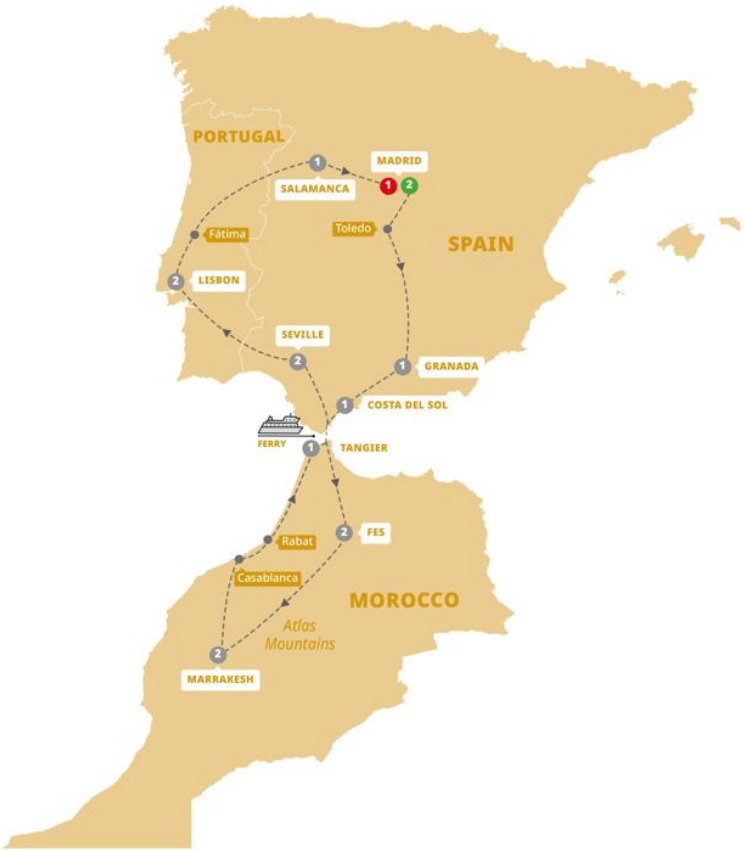 PORTUGAL
1
SALAMANCA
MADRID
1
2
Toledo
Fátima
SPAIN
2
LISBON
SEVILLE
2
1
GRANADA
1
COSTA DEL SOL
FERRY
1
TANGIER
2
FES
Rabat
Casablanca
MOROCCO
Atlas
Mountains
2
MARRAKESH